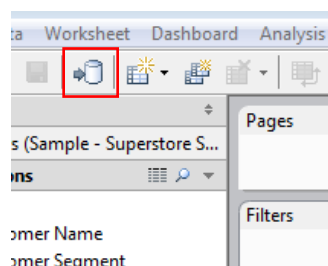 ta Worksheet Dashboard Analysis
Pages
s (Sample - Superstore S...
ons
Filters
omer Name
omer Segment